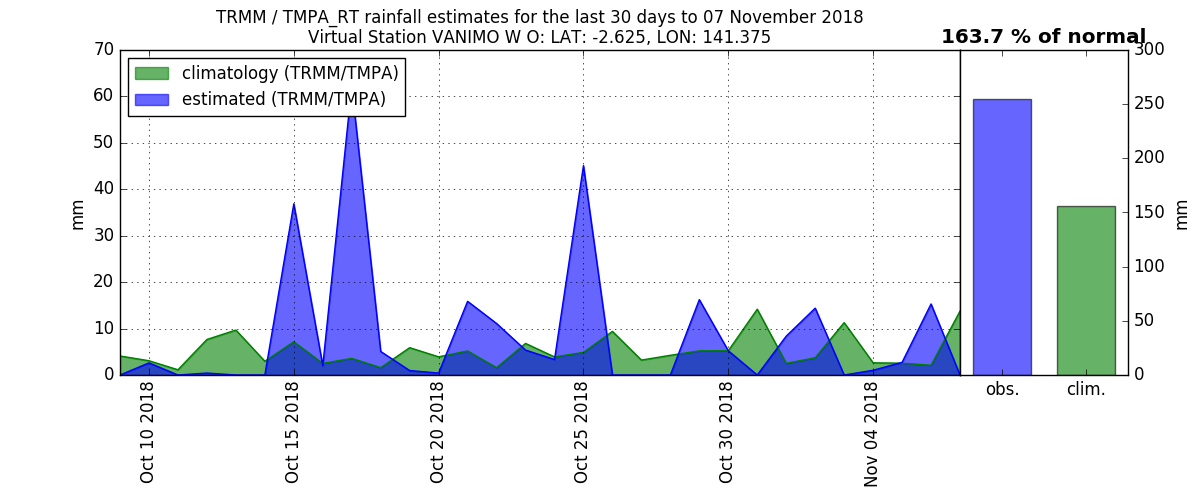 TRMM / TMPA_RT rainfall estimates for the last 30 days to 07 November 2018
Virtual Station VANIMO W O: LAT: -2.625, LON: 141.375
163.7 % of normal
climatology (TRMM/TMPA)
estimated (TRMM/TMPA)
70
60
50
40
30
20
10
0
mm
Oct 10 2018
Oct 15 2018
Oct 20 2018
Oct 25 2018
Oct 30 2018
Nov 04 2018
300
250
200
150
100
50
0
mm
obs.
clim.